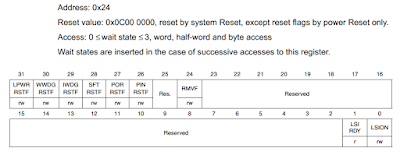 Address: 0x24
Reset value: 0x0C00 0000, reset by system Reset, except reset flags by power Reset only.
Access: 0 ≤ wait state ≤ 3, word, half-word and byte access
Wait states are inserted in the case of successive accesses to this register.
31 30 29 28 27 26 25 24 23 22 21 20 19 18 17 16
LPWR RSTF WWDG RSTF IWDG RSTF SFT RSTF POR RSTF PIN RSTF Res. RMVF Reserved
rw rw rw rw rw rw rw
15 14 13 12 11 10 9 8 7 6 5 4 3 2 1 0
Reserved LSI RDY LSION
r rw